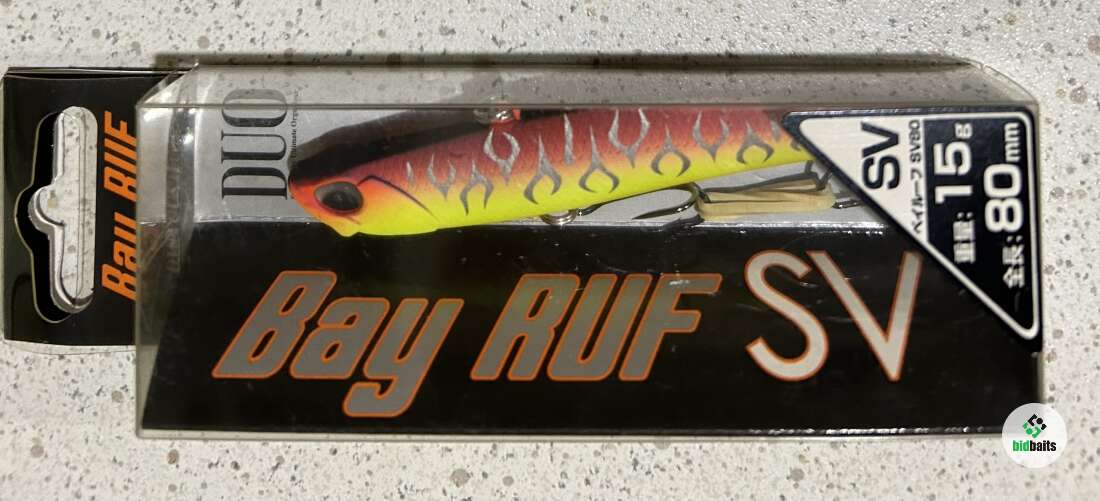 Bay RUF
DUO
SV
ベイルーフ SV80
重量: 15g
全長: 80mm
Bay RUF SV
bidbaits